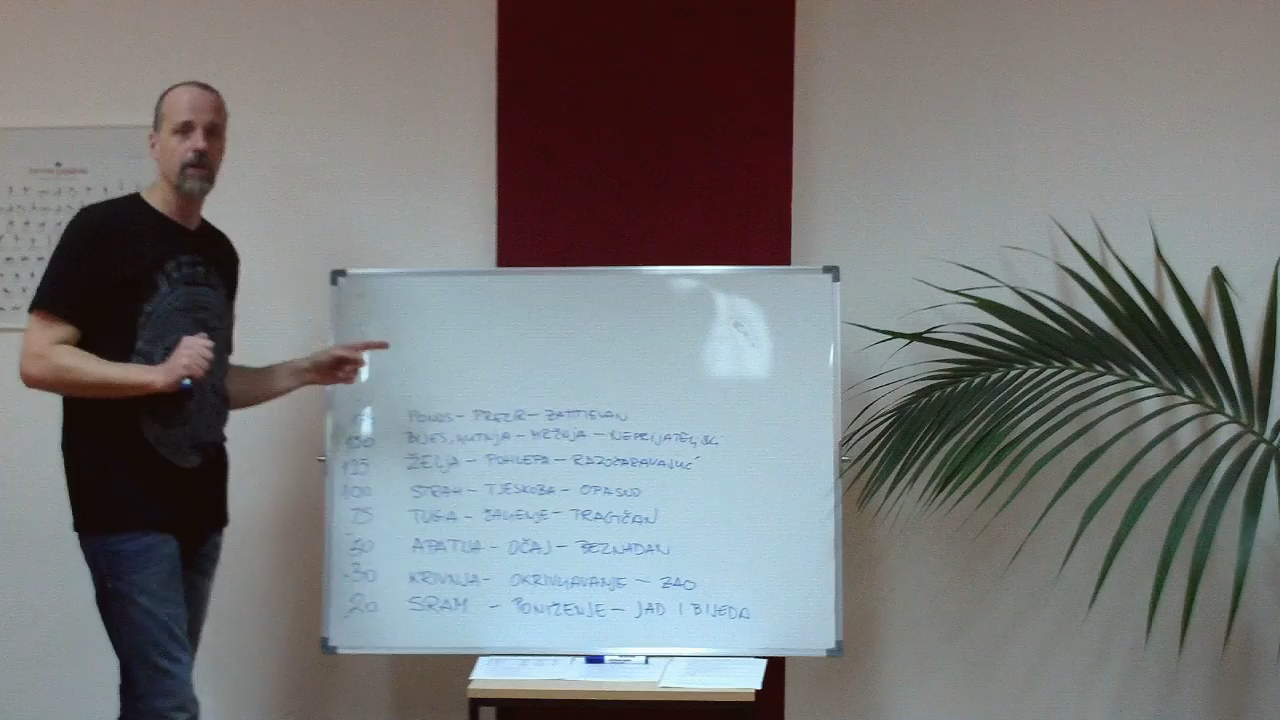 PONOS - PREZIR - ZAHTJEVAN
150 BIJES, LJUTNJA - MRŽNJA - NEPRIJATELJSKI
125 ŽELJA - POHLEPA - RAZOČARAVAJUĆ
100 STRAH - TJESKOBA - OPASNO
75 TUGA - ŽALJENJE - TRAGIČAN
50 APATIJA - OČAJ - BEZNADAN
30 KRIVNJA - OKRIVLJAVANJE - ZAO
20 SRAM - PONIŽENJE - JAD I BIJEDA